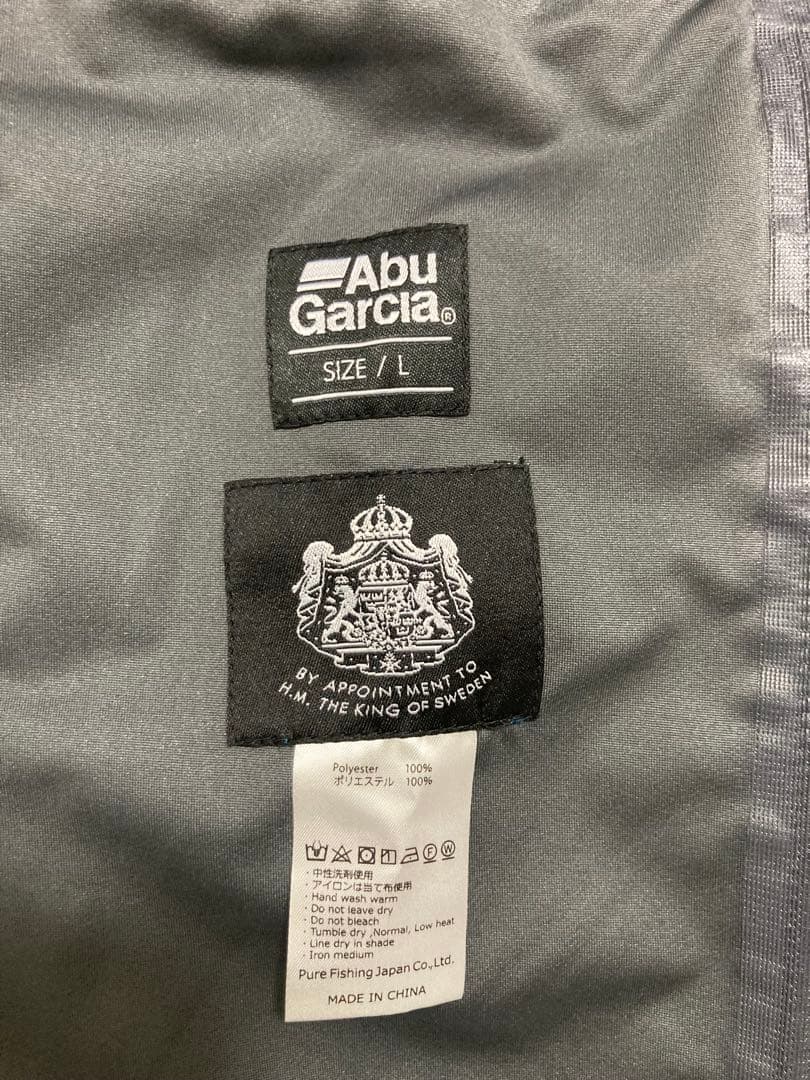 Abu
Garcia®
SIZE / L
BY APPOINTMENT TO
H.M. THE KING OF SWEDEN
Polyester 100%
ポリエステル 100%
・中性洗剤使用
・アイロンは当て布使用
・Hand wash warm
・Do not leave dry
・Do not bleach
・Tumble dry ,Normal, Low heat
・Line dry in shade
・Iron medium
Pure Fishing Japan Co.,Ltd.
MADE IN CHINA